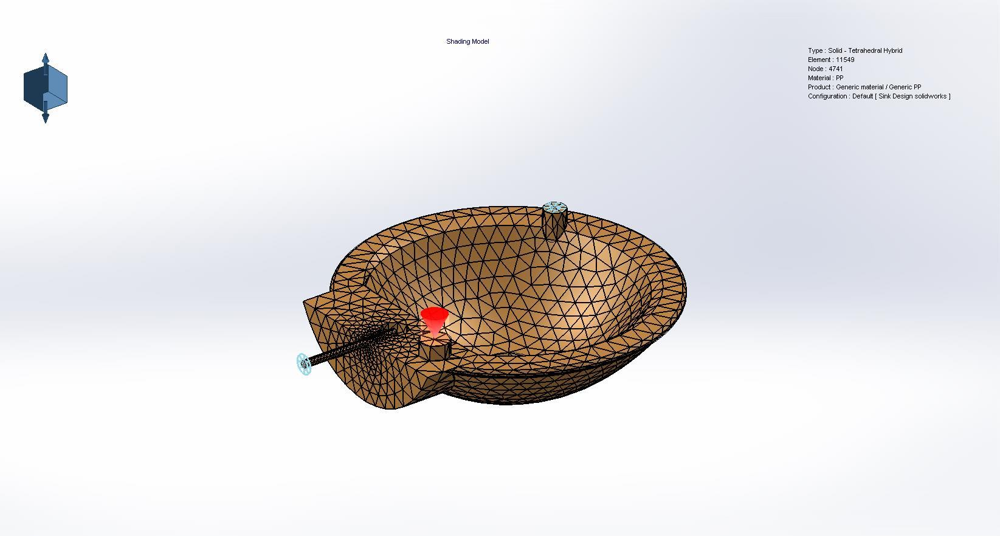 Shading Model
Type : Solid - Tetrahedral Hybrid
Element : 11549
Node : 4741
Material : PP
Product : Generic material / Generic PP
Configuration : Default [ Sink Design solidworks ]